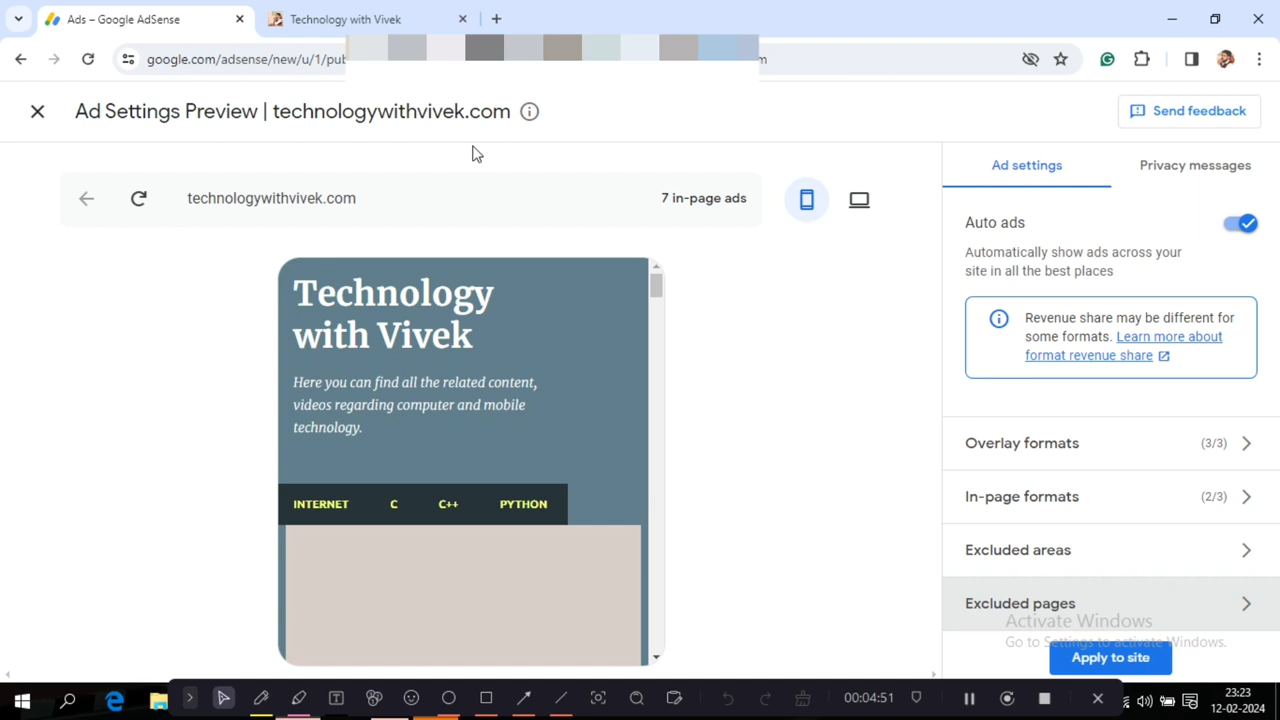 Ads – Google AdSense
Technology with Vivek
google.com/adsense/new/u/1/pub
m
Ad Settings Preview | technologywithvivek.com
Send feedback
technologywithvivek.com
7 in-page ads
Technology
with Vivek
Here you can find all the related content,
videos regarding computer and mobile
technology.
INTERNET C C++ PYTHON
Ad settings
Privacy messages
Auto ads
Automatically show ads across your
site in all the best places
Revenue share may be different for
some formats. Learn more about
format revenue share
Overlay formats (3/3)
In-page formats (2/3)
Excluded areas
Excluded pages
Activate Windows
Go to Settings to activate Windows.
Apply to site
00:04:51
23:23
12-02-2024